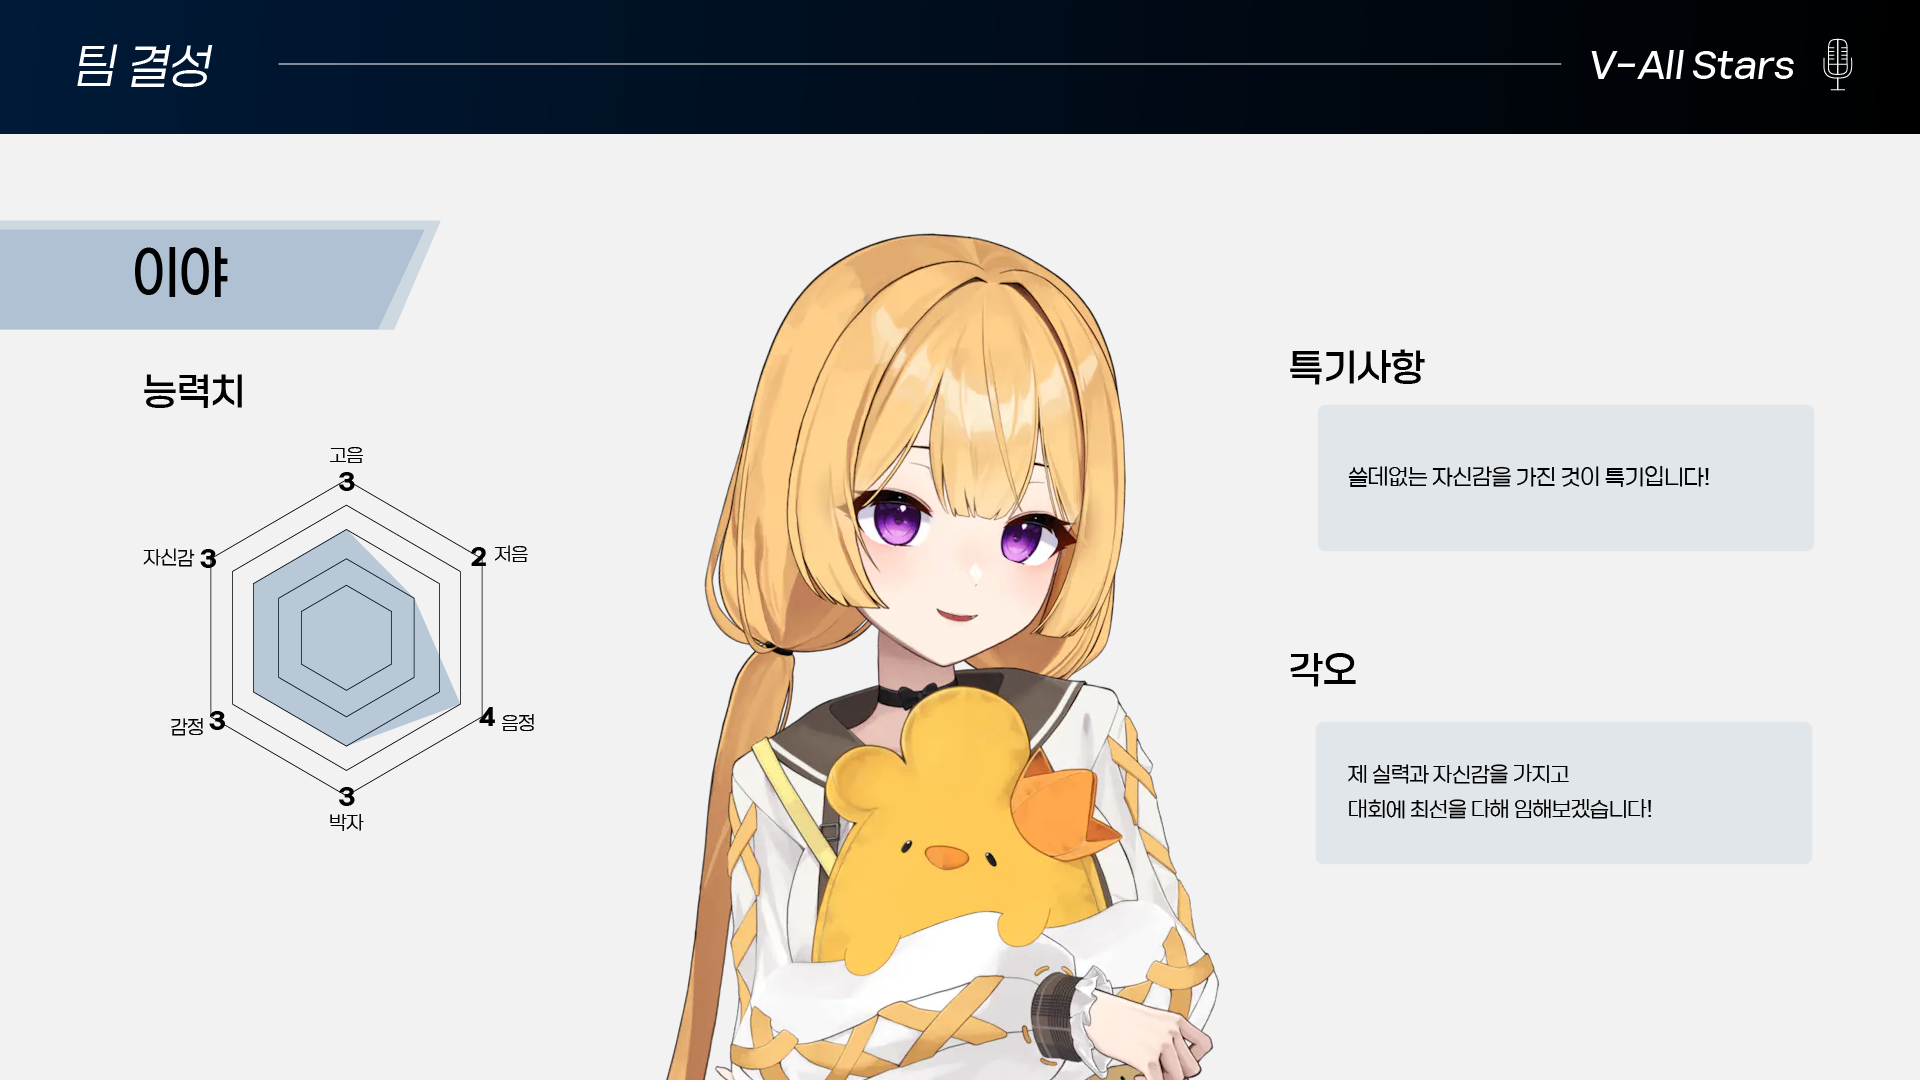 팀 결성
V-All Stars
이야
능력치
고음
3
자신감 3
2 저음
감정 3
4 음정
3
박자
특기사항
쓸데없는 자신감을 가진 것이 특기입니다!
각오
제 실력과 자신감을 가지고
대회에 최선을 다해 임해보겠습니다!